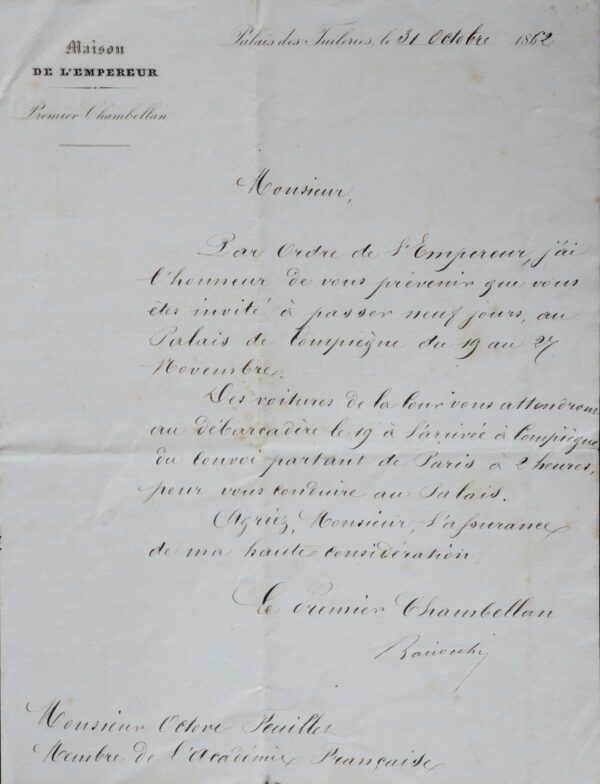 Maison
DE L'EMPEREUR
Premier Chambellan
Palais des Tuileries, le 31 Octobre 1862
Monsieur,
Par Ordre de l'Empereur, j'ai
l'honneur de vous prévenir que vous
êtes invité à passer neuf jours, au
Palais de Compiègne du 19 au 27
Novembre.
Des voitures de la Cour vous attendrons
au débarcadère le 19 à l'arrivée à Compiègne
du Convoi partant de Paris à 2 heures,
pour vous conduire au Palais.
Agréez, Monsieur, l'assurance
de ma haute considération
Le Premier Chambellan
Bacciochi
Monsieur Octave Feuillet
Membre de l'Académie Française